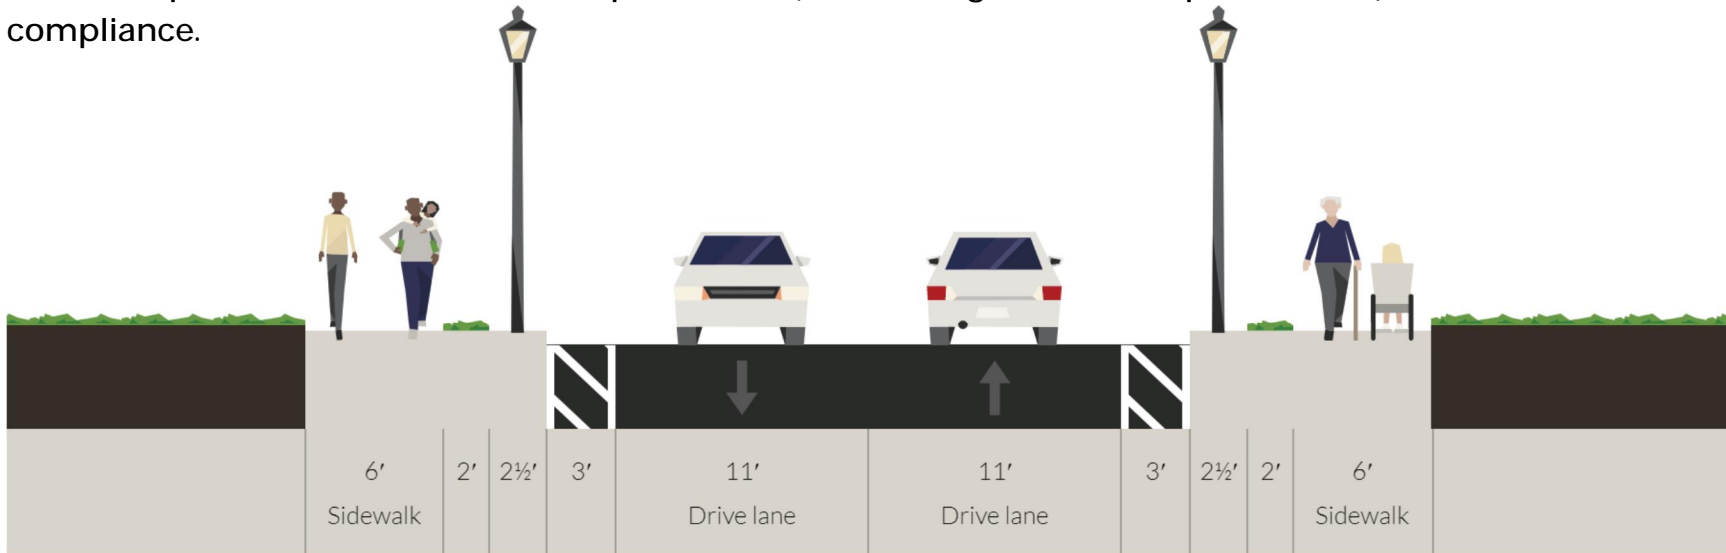 compliance.
6′ 2′ 2½′ 3′ 11′ 11′ 3′ 2½′ 2′ 6′
Sidewalk Drive lane Drive lane Sidewalk